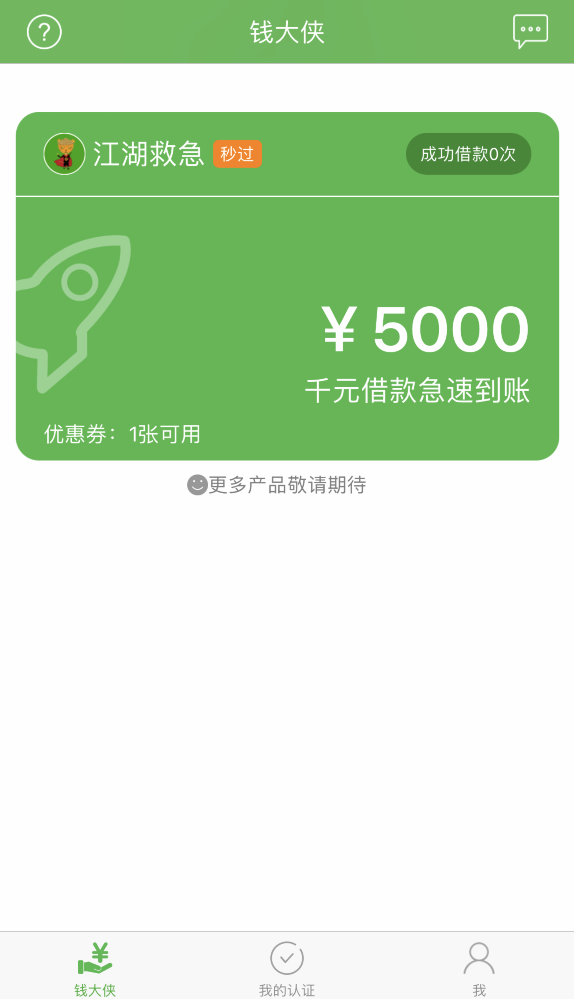 钱大侠
江湖救急 秒过 成功借款0次
¥ 5000
千元借款急速到账
优惠券：1张可用
更多产品敬请期待
钱大侠 我的认证 我